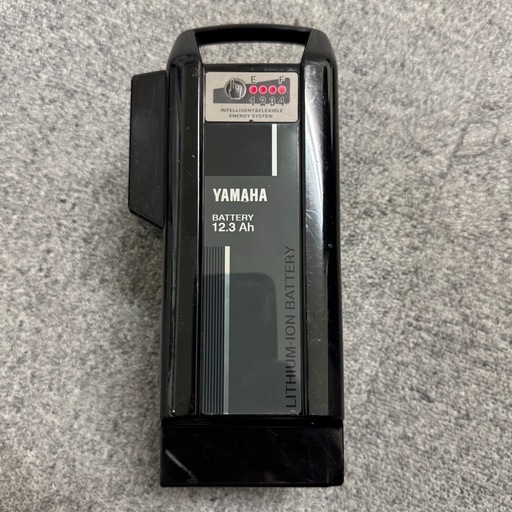 E F
1 2 3 4
INTELLIGENT&FLEXIBLE
ENERGY SYSTEM
YAMAHA
BATTERY
12.3 Ah
LITHIUM-ION BATTERY